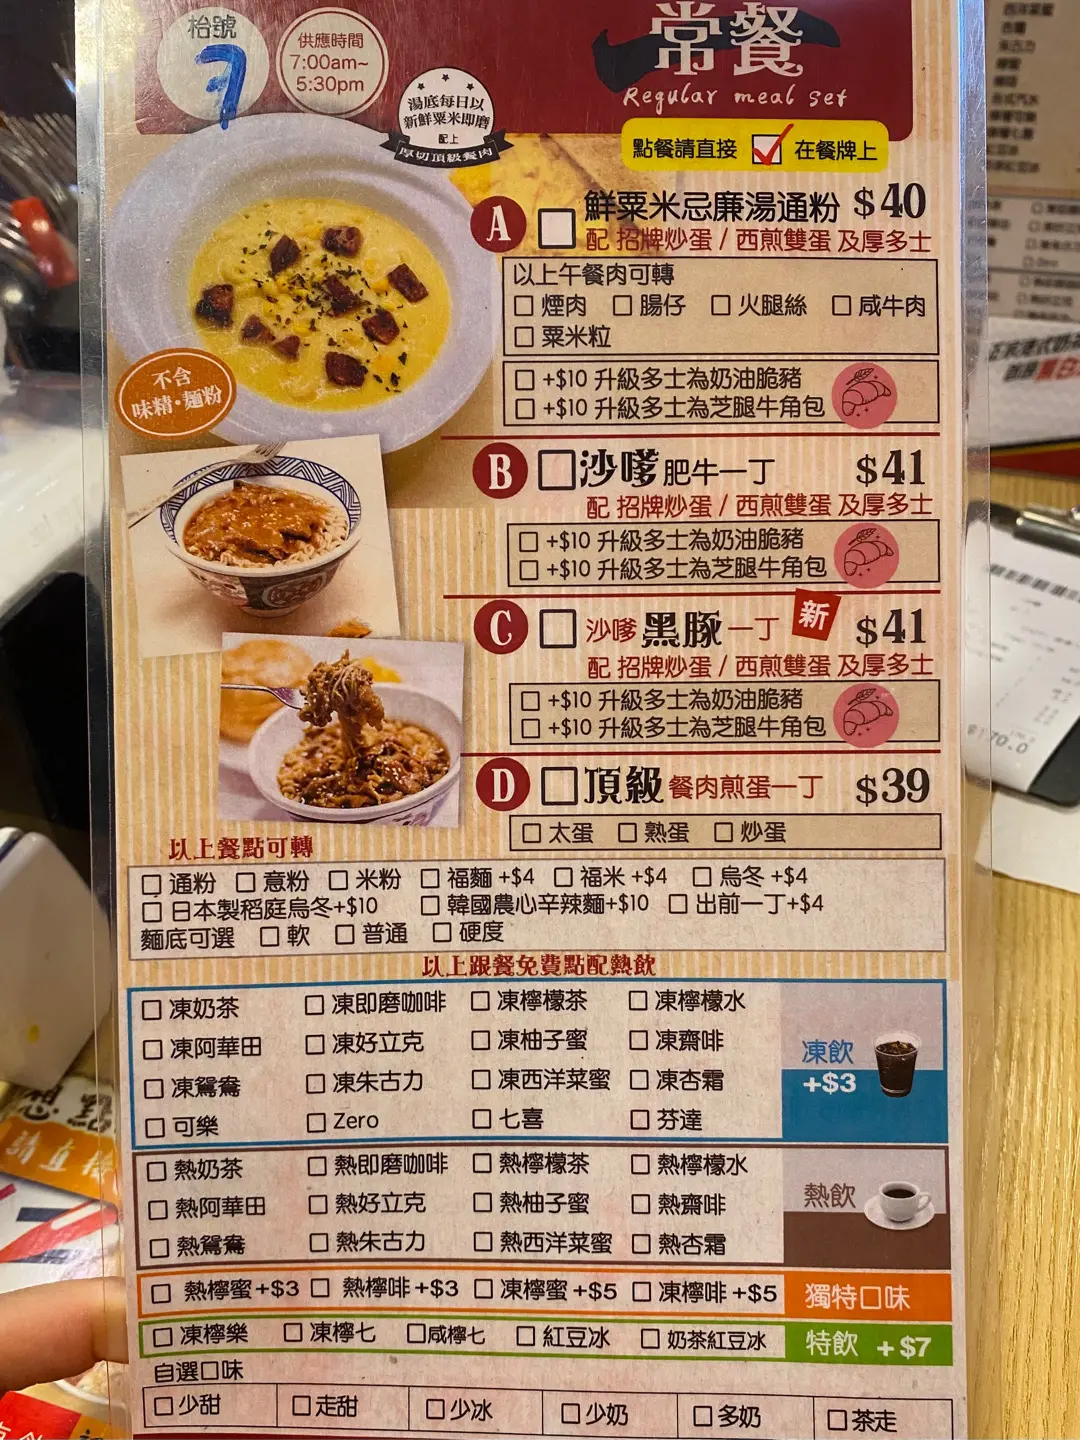 枱號
7
供應時間
7:00am~
5:30pm
常餐
Regular meal set
湯底每日以
新鮮粟米即磨
配上
厚切頂級餐肉
點餐請直接 ☑ 在餐牌上
A □ 鮮粟米忌廉湯通粉 $40
配 招牌炒蛋 / 西煎雙蛋 及厚多士
以上午餐肉可轉
□ 煙肉 □ 腸仔 □ 火腿絲 □ 咸牛肉
□ 粟米粒
□ +$10 升級多士為奶油脆豬
□ +$10 升級多士為芝腿牛角包
不含
味精·麵粉
B □ 沙嗲肥牛一丁 $41
配 招牌炒蛋 / 西煎雙蛋 及厚多士
□ +$10 升級多士為奶油脆豬
□ +$10 升級多士為芝腿牛角包
C □ 沙嗲黑豚一丁 新 $41
配 招牌炒蛋 / 西煎雙蛋 及厚多士
□ +$10 升級多士為奶油脆豬
□ +$10 升級多士為芝腿牛角包
D □ 頂級餐肉煎蛋一丁 $39
□ 太蛋 □ 熟蛋 □ 炒蛋
以上餐點可轉
□ 通粉 □ 意粉 □ 米粉 □ 福麵 +$4 □ 福米 +$4 □ 烏冬 +$4
□ 日本製稻庭烏冬+$10 □ 韓國農心辛辣麵+$10 □ 出前一丁+$4
麵底可選 □ 軟 □ 普通 □ 硬度
以上跟餐免費點配熱飲
□ 凍奶茶 □ 凍即磨咖啡 □ 凍檸檬茶 □ 凍檸檬水
□ 凍阿華田 □ 凍好立克 □ 凍柚子蜜 □ 凍齋啡
□ 凍鴛鴦 □ 凍朱古力 □ 凍西洋菜蜜 □ 凍杏霜
□ 可樂 □ Zero □ 七喜 □ 芬達
凍飲
+$3
□ 熱奶茶 □ 熱即磨咖啡 □ 熱檸檬茶 □ 熱檸檬水
□ 熱阿華田 □ 熱好立克 □ 熱柚子蜜 □ 熱齋啡
□ 熱鴛鴦 □ 熱朱古力 □ 熱西洋菜蜜 □ 熱杏霜
熱飲
□ 熱檸蜜+$3 □ 熱檸啡+$3 □ 凍檸蜜+$5 □ 凍檸啡+$5 獨特口味
□ 凍檸樂 □ 凍檸七 □ 咸檸七 □ 紅豆冰 □ 奶茶紅豆冰 特飲 +$7
自選口味
□ 少甜 □ 走甜 □ 少冰 □ 少奶 □ 多奶 □ 茶走